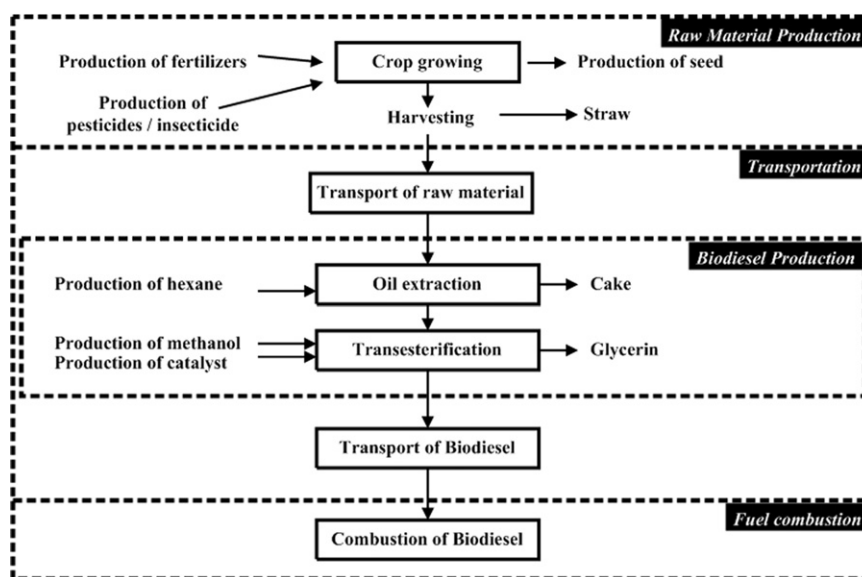 Raw Material Production
Production of fertilizers
Crop growing
Production of seed
Production of
pesticides / insecticide
Harvesting
Straw
Transportation
Transport of raw material
Biodiesel Production
Production of hexane
Oil extraction
Cake
Production of methanol
Production of catalyst
Transesterification
Glycerin
Transport of Biodiesel
Fuel combustion
Combustion of Biodiesel